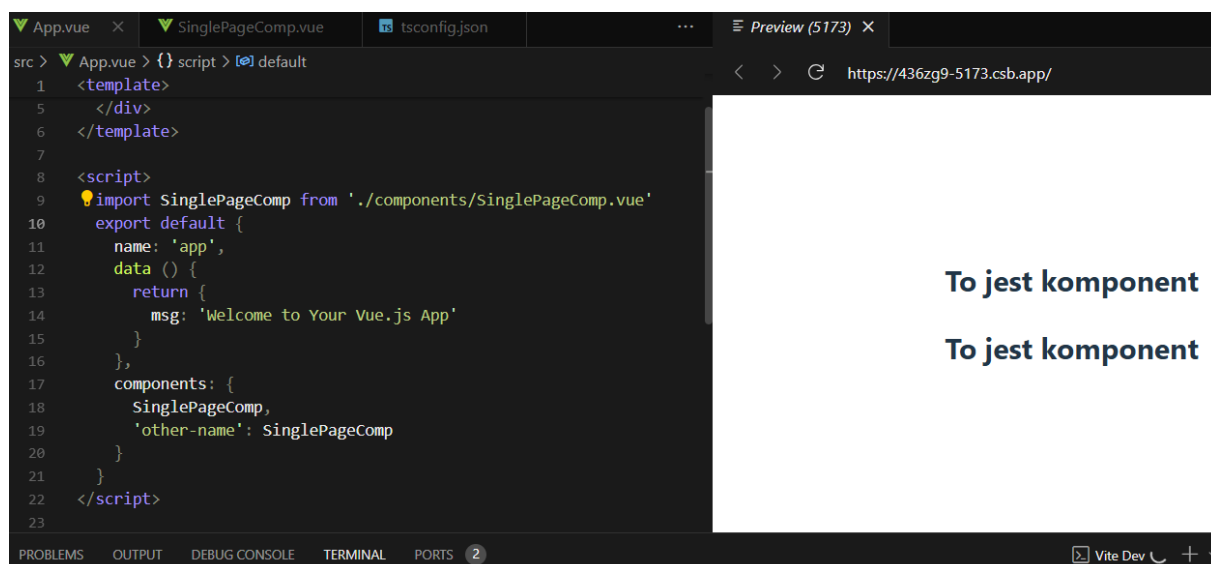 App.vue
SinglePageComp.vue
TS tsconfig.json
...
Preview (5173)
src > App.vue > {} script > default
https://436zg9-5173.csb.app/
1 <template>
5 </div>
6 </template>
7
8 <script>
9 import SinglePageComp from './components/SinglePageComp.vue'
10 export default {
11 name: 'app',
12 data () {
13 return {
14 msg: 'Welcome to Your Vue.js App'
15 }
16 },
17 components: {
18 SinglePageComp,
19 'other-name': SinglePageComp
20 }
21 }
22 </script>
23
To jest komponent
To jest komponent
PROBLEMS OUTPUT DEBUG CONSOLE TERMINAL PORTS 2
Vite Dev